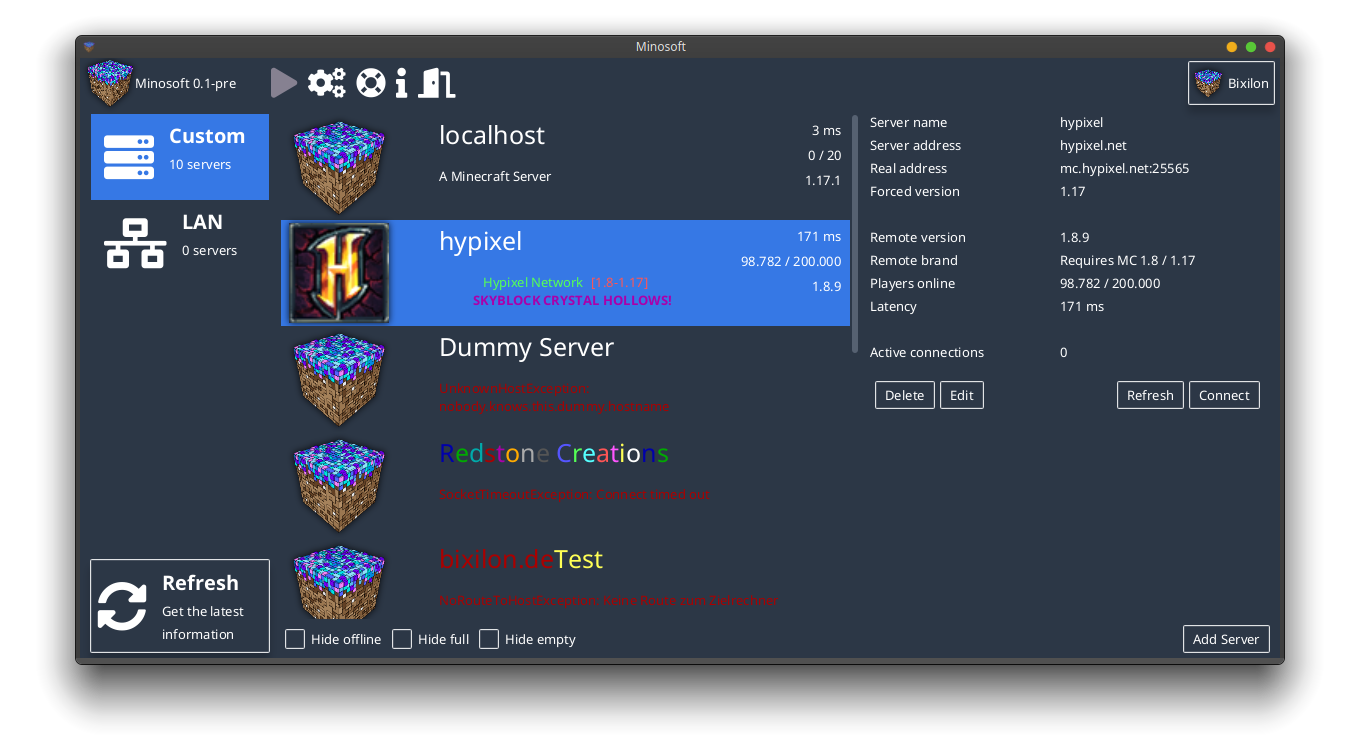 Minosoft
Minosoft 0.1-pre
Bixilon
Custom
10 servers
LAN
0 servers
Refresh
Get the latest
information
localhost
3 ms
0 / 20
A Minecraft Server
1.17.1
hypixel
171 ms
98.782 / 200.000
Hypixel Network [1.8-1.17]
1.8.9
SKYBLOCK CRYSTAL HOLLOWS!
Dummy Server
UnknownHostException:
nobody.knows.this.dummy.hostname
Redstone Creations
SocketTimeoutException: Connect timed out
bixilon.deTest
NoRouteToHostException: Keine Route zum Zielrechner
Hide offline
Hide full
Hide empty
Server name hypixel
Server address hypixel.net
Real address mc.hypixel.net:25565
Forced version 1.17
Remote version 1.8.9
Remote brand Requires MC 1.8 / 1.17
Players online 98.782 / 200.000
Latency 171 ms
Active connections 0
Delete
Edit
Refresh
Connect
Add Server